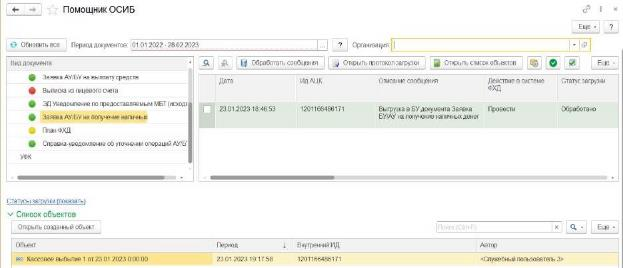 Помощник ОСИБ
Еще ?
Обновить все Период документов: 01.01.2022 - 28.02.2023 ... ? Организация:
Вид документа
Заявка АУ/БУ на выплату средств
Выписка из лицевого счета
ЭД Уведомление по предоставляемым МБТ (исход
Заявка АУ/БУ на получение наличных
План ФХД
Справка-уведомление об уточнении операций АУ/Б
УФК
Обработать сообщения Открыть протокол загрузки Открыть список объектов Еще
Дата Ид АЦК Описание сообщения Действие в системе ФХД Статус загрузки
23.01.2023 18:46:53 1201166486171 Выгрузка в БУ документа Заявка БУ/АУ на получение наличных денег Провести Обработано
Статусы загрузки (показать)
Список объектов
Открыть созданный объект Поиск (Ctrl+F) × Еще
Объект Период ↓ Внутренний ИД Автор
Кассовое выбытие 1 от 23.01.2023 0:00:00 23.01.2023 19:17:58 1201166486171 <Служебный пользователь 3>